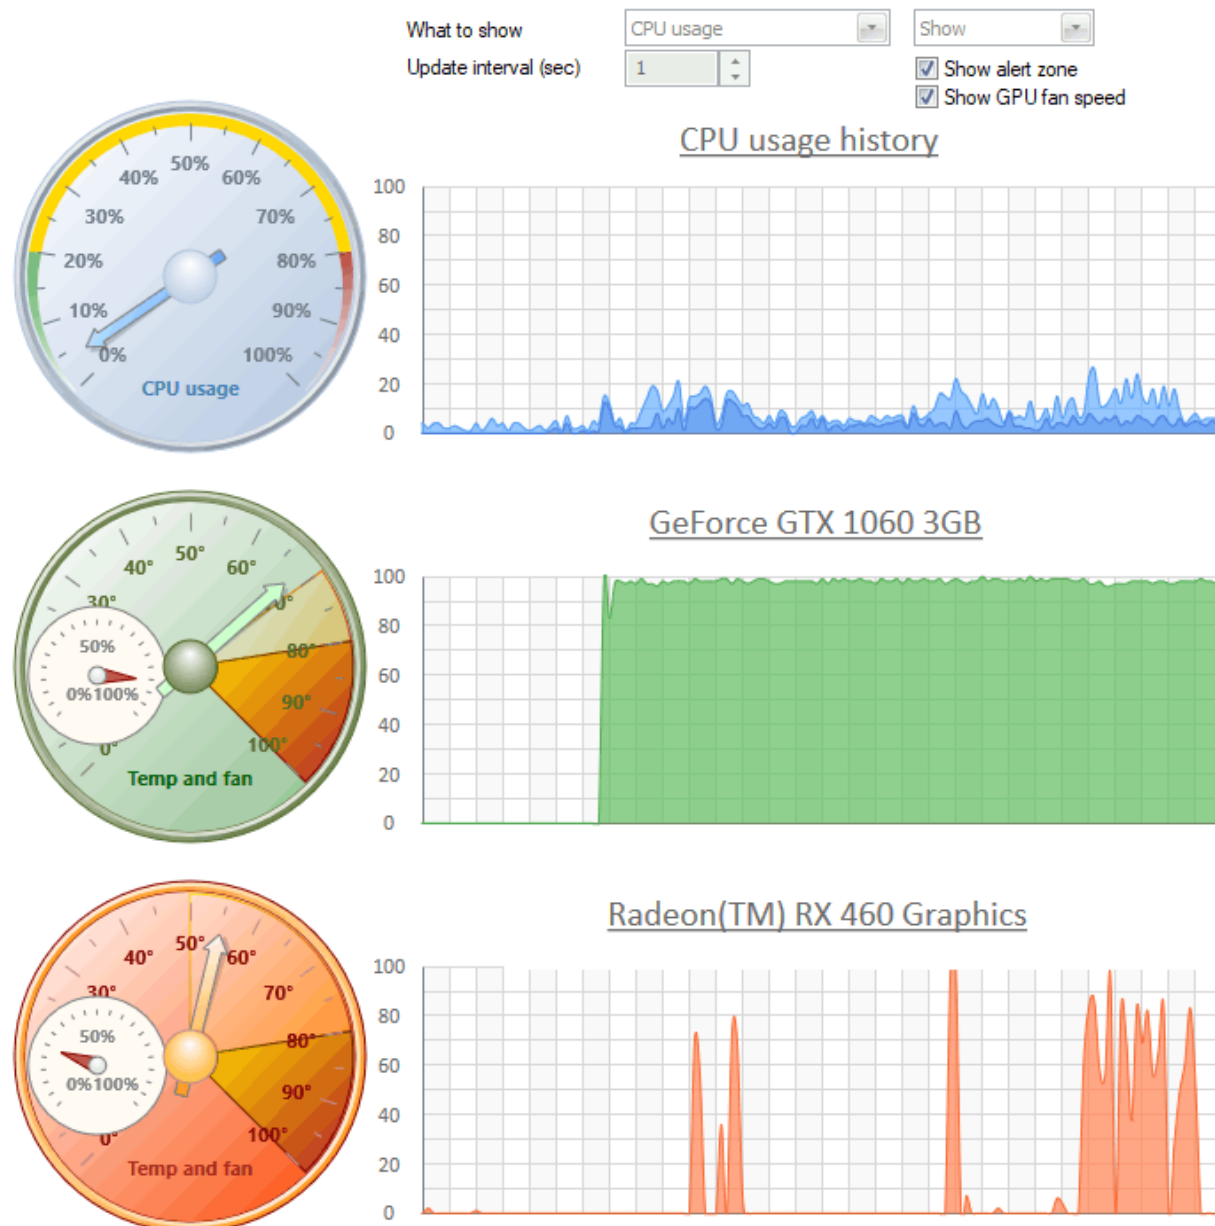 What to show CPU usage Show
Update interval (sec) 1 Show alert zone
Show GPU fan speed
CPU usage history
0% 10% 20% 30% 40% 50% 60% 70% 80% 90% 100%
CPU usage
100
80
60
40
20
0
GeForce GTX 1060 3GB
0° 30° 40° 50° 60° 80° 90° 100°
50%
0% 100%
Temp and fan
100
80
60
40
20
0
Radeon(TM) RX 460 Graphics
0° 30° 40° 50° 60° 70° 80° 90° 100°
50%
0% 100%
Temp and fan
100
80
60
40
20
0